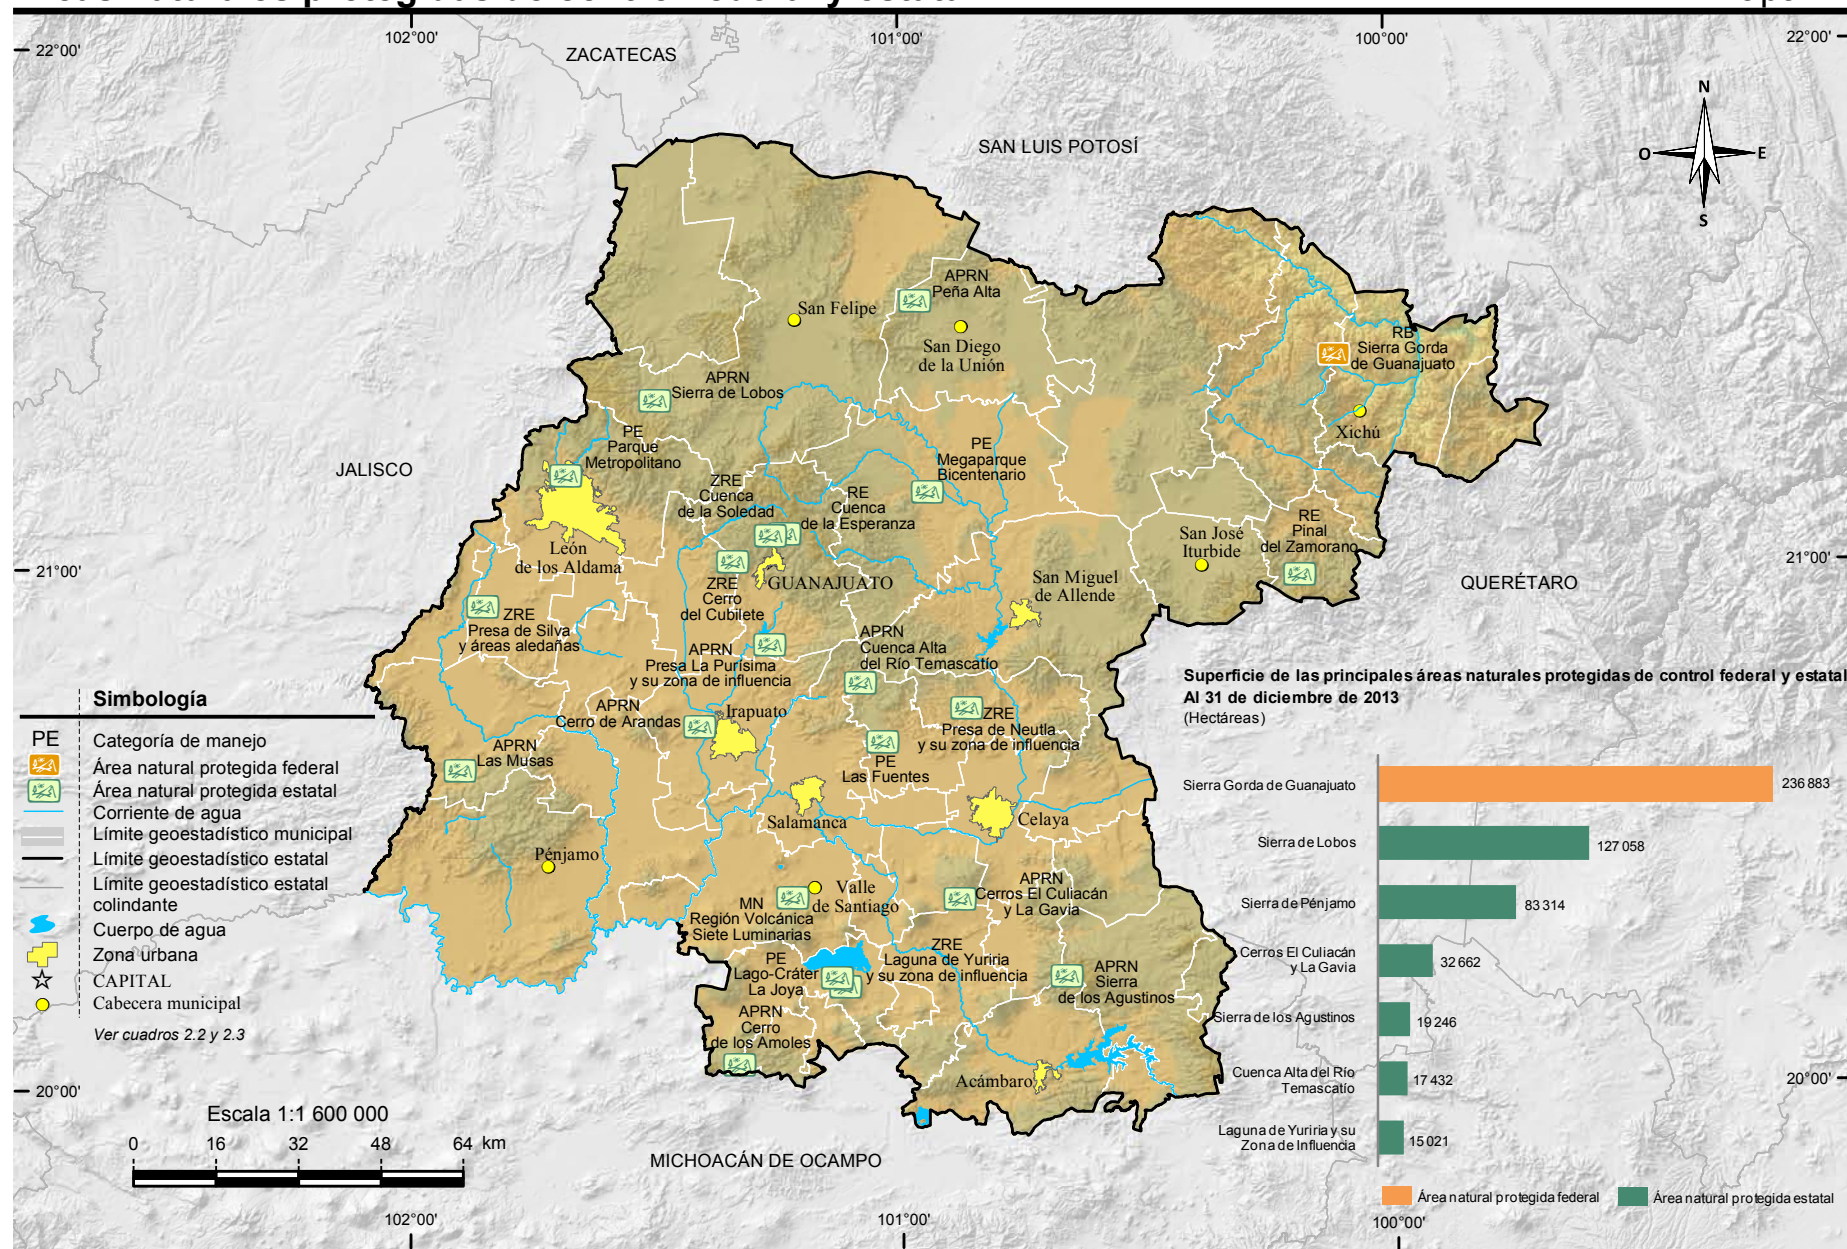 102°00'
101°00'
100°00'
22°00'
22°00'
ZACATECAS
SAN LUIS POTOSÍ
N
O
E
S
APRN
Peña Alta
San Felipe
San Diego
de la Unión
RB
Sierra Gorda
de Guanajuato
APRN
Sierra de Lobos
Xichú
PE
Parque
Metropolitano
PE
Megaparque
Bicentenario
JALISCO
ZRE
Cuenca
de la Soledad
RE
Cuenca
de la Esperanza
RE
Pinal
del Zamorano
San José
Iturbide
León
de los Aldama
21°00'
21°00'
GUANAJUATO
San Miguel
de Allende
QUERÉTARO
ZRE
Cerro
del Cubilete
ZRE
Presa de Silva
y áreas aledañas
APRN
Cuenca Alta
del Río Temascatío
APRN
Presa La Purísima
y su zona de influencia
APRN
Cerro de Arandas
Irapuato
ZRE
Presa de Neutla
y su zona de influencia
APRN
Las Musas
PE
Las Fuentes
Salamanca
Celaya
Pénjamo
Valle
de Santiago
APRN
Cerros El Culiacán
y La Gavia
MN
Región Volcánica
Siete Luminarias
ZRE
Laguna de Yuriria
y su zona de influencia
PE
Lago-Cráter
La Joya
APRN
Sierra
de los Agustinos
APRN
Cerro
de los Amoles
Acámbaro
20°00'
20°00'
MICHOACÁN DE OCAMPO
102°00'
101°00'
100°00'
Simbología
PE Categoría de manejo
Área natural protegida federal
Área natural protegida estatal
Corriente de agua
Límite geoestadístico municipal
Límite geoestadístico estatal
Límite geoestadístico estatal
colindante
Cuerpo de agua
Zona urbana
CAPITAL
Cabecera municipal
Ver cuadros 2.2 y 2.3
Escala 1:1 600 000
0 16 32 48 64 km
Superficie de las principales áreas naturales protegidas de control federal y estatal
Al 31 de diciembre de 2013
(Hectáreas)
Sierra Gorda de Guanajuato 236 883
Sierra de Lobos 127 058
Sierra de Pénjamo 83 314
Cerros El Culiacán
y La Gavia 32 662
Sierra de los Agustinos 19 246
Cuenca Alta del Río
Temascatío 17 432
Laguna de Yuriria y su
Zona de Influencia 15 021
Área natural protegida federal
Área natural protegida estatal